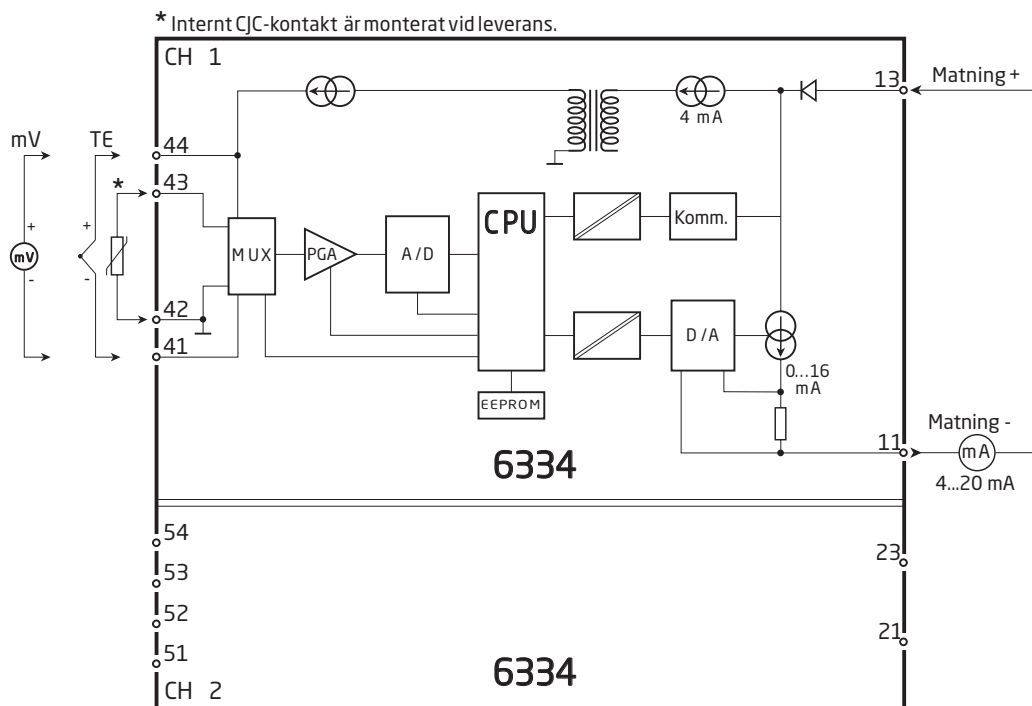 * Internt CJC-kontakt är monterat vid leverans.
CH 1
13
Matning +
4 mA
mV
TE
44
*
43
CPU
Komm.
+
+
MUX
PGA
A/D
mV
-
-
42
D/A
41
0...16
mA
EEPROM
Matning -
11
mA
6334
4...20 mA
54
23
53
52
21
51
6334
CH 2